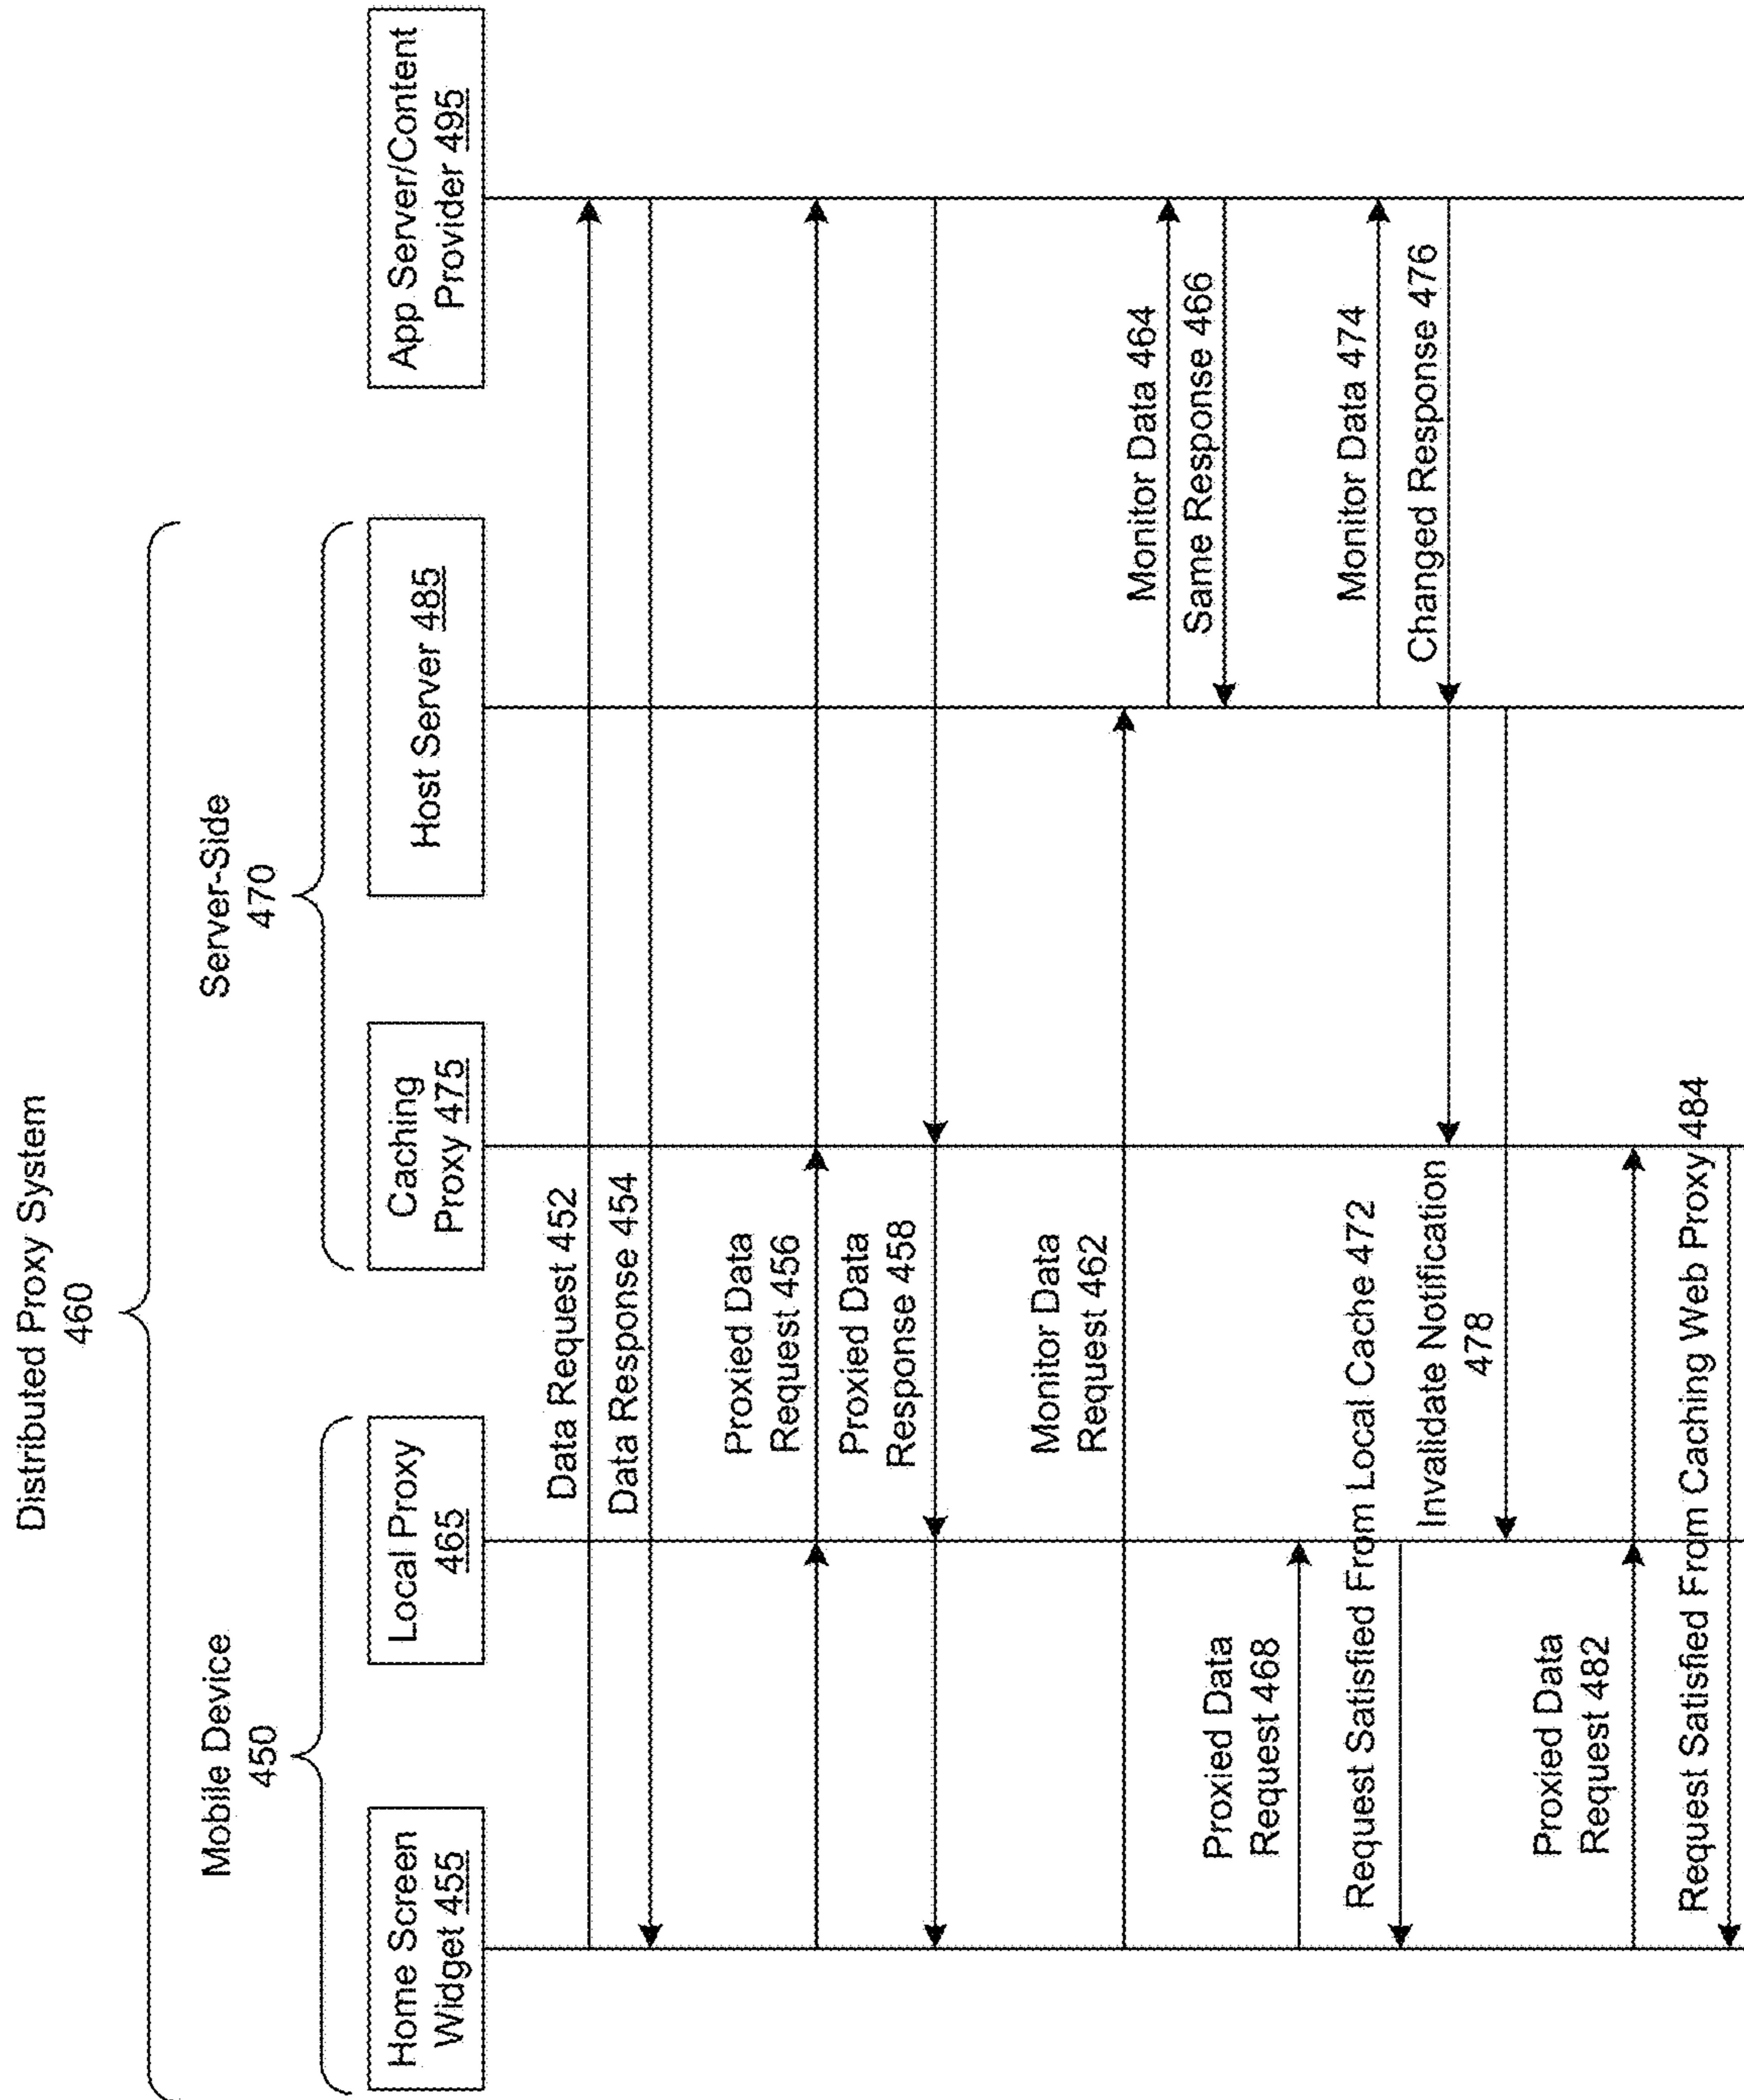 Distributed Proxy System
460
Mobile Device
450
Server-Side
470
Home Screen
Widget 455
Local Proxy
465
Caching
Proxy 475
Host Server 485
App Server/Content
Provider 495
Data Request 452
Data Response 454
Proxied Data
Request 456
Proxied Data
Response 458
Monitor Data
Request 462
Monitor Data 464
Same Response 466
Proxied Data
Request 468
Request Satisfied From Local Cache 472
Monitor Data 474
Changed Response 476
Invalidate Notification
478
Proxied Data
Request 482
Request Satisfied From Caching Web Proxy 484